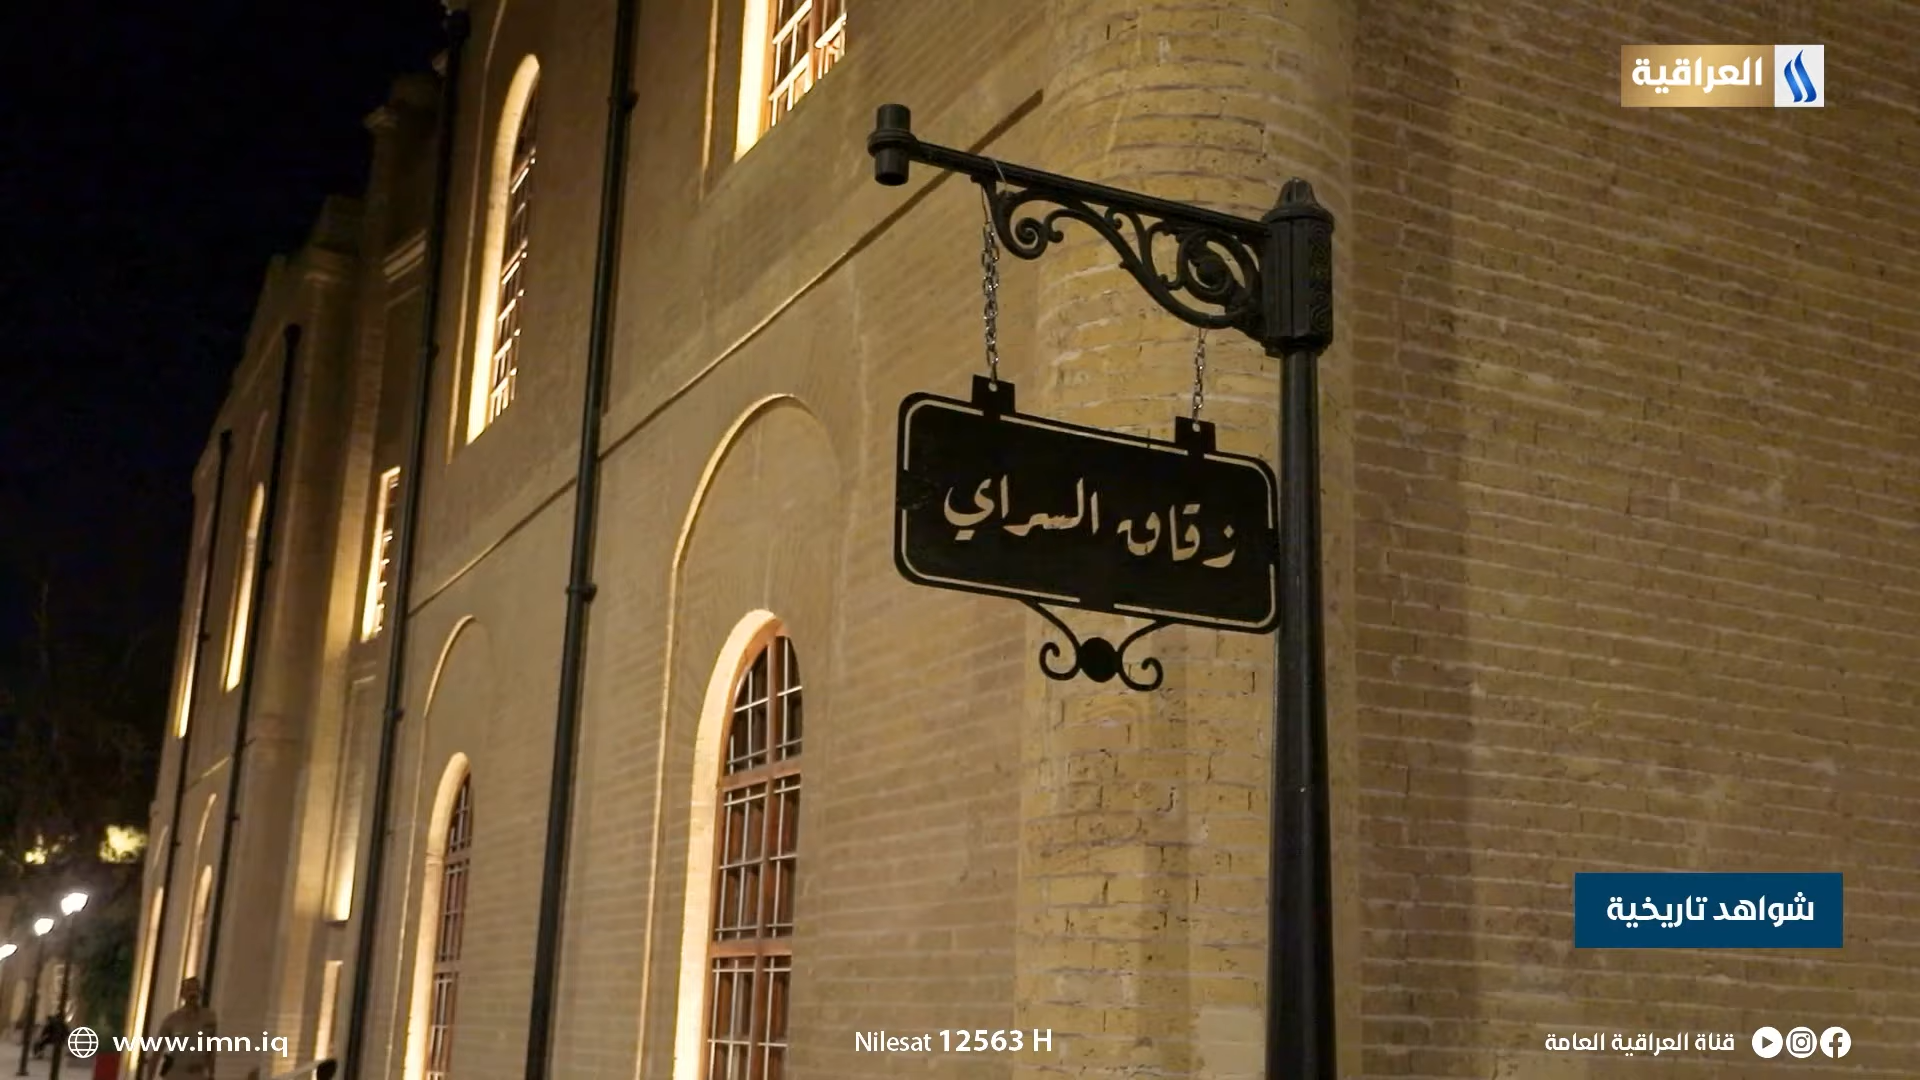 العراقية
زقاق السراي
شواهد تاريخية
www.imn.iq
Nilesat 12563 H
قناة العراقية العامة